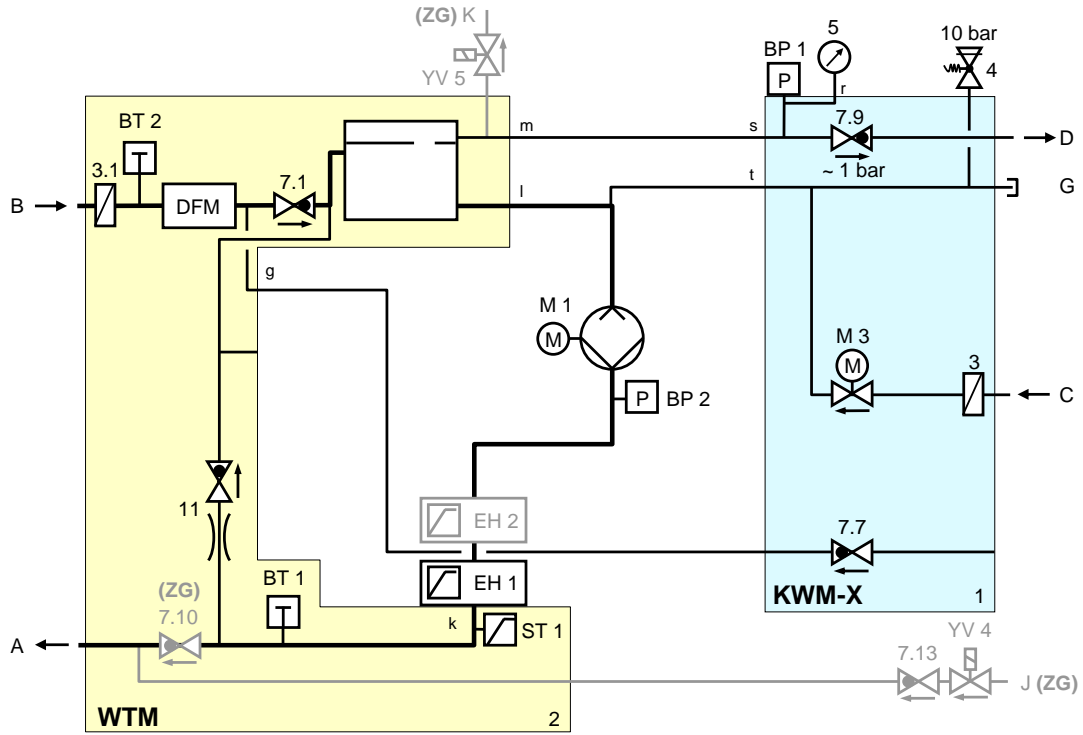 (ZG) K
YV 5
BT 2
3.1
B
DFM
7.1
m
l
g
s
t
r
BP 1
P
5
10 bar
4
7.9
~ 1 bar
D
G
M 1
M
P
BP 2
M 3
M
3
C
11
EH 2
EH 1
7.7
KWM-X
1
BT 1
(ZG)
7.10
k
ST 1
A
YV 4
7.13
J (ZG)
WTM
2